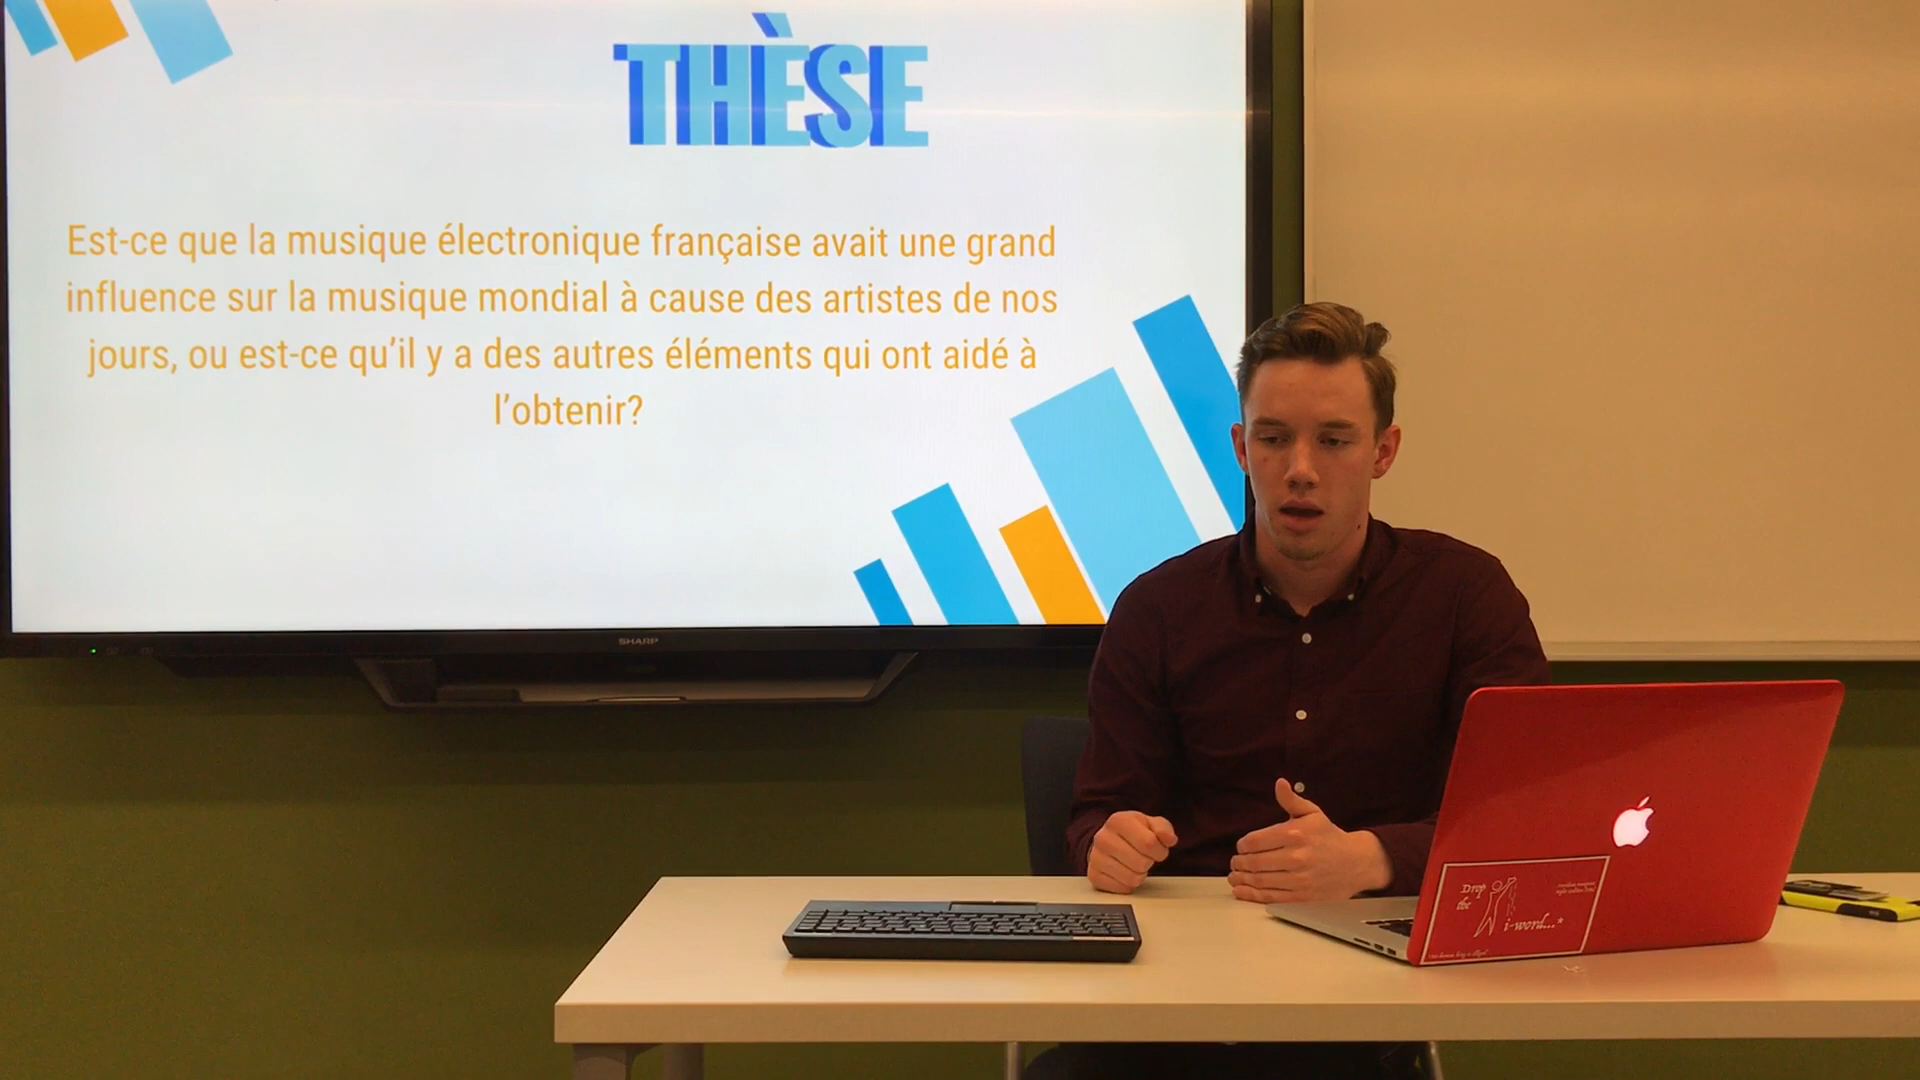 THÈSE
Est-ce que la musique électronique française avait une grand
influence sur la musique mondial à cause des artistes de nos
jours, ou est-ce qu'il y a des autres éléments qui ont aidé à
l'obtenir?
SHARP
Drop
the
i-word...*